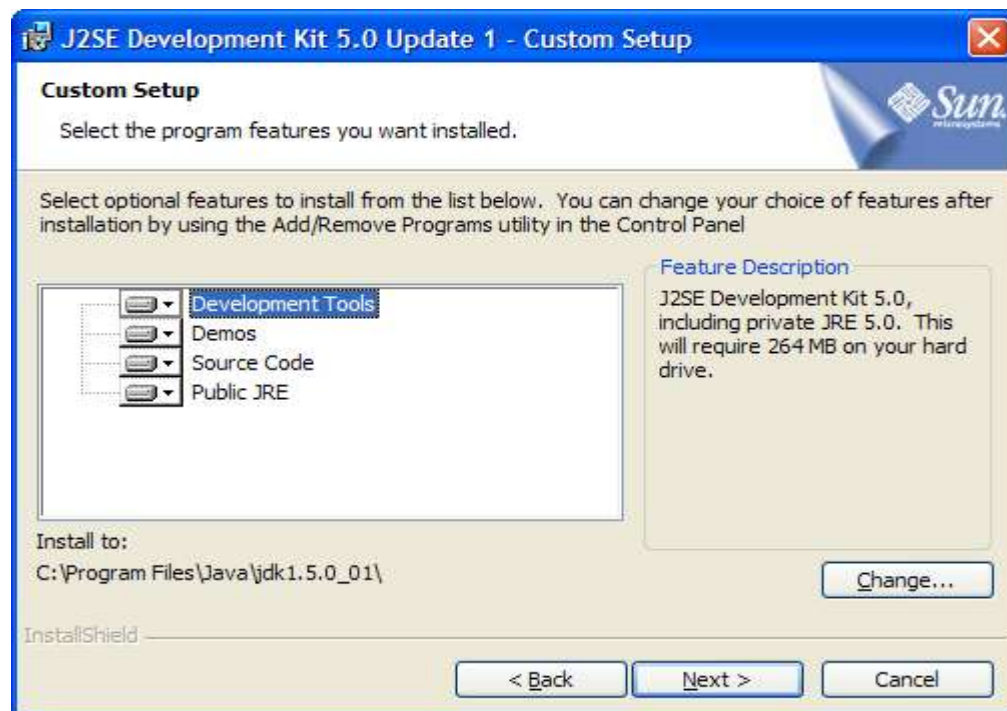 J2SE Development Kit 5.0 Update 1 - Custom Setup
Custom Setup
Select the program features you want installed.
Sun
microsystems
Select optional features to install from the list below. You can change your choice of features after
installation by using the Add/Remove Programs utility in the Control Panel
Development Tools
Demos
Source Code
Public JRE
Feature Description
J2SE Development Kit 5.0,
including private JRE 5.0. This
will require 264 MB on your hard
drive.
Install to:
C:\Program Files\Java\jdk1.5.0_01\
Change...
InstallShield
< Back
Next >
Cancel